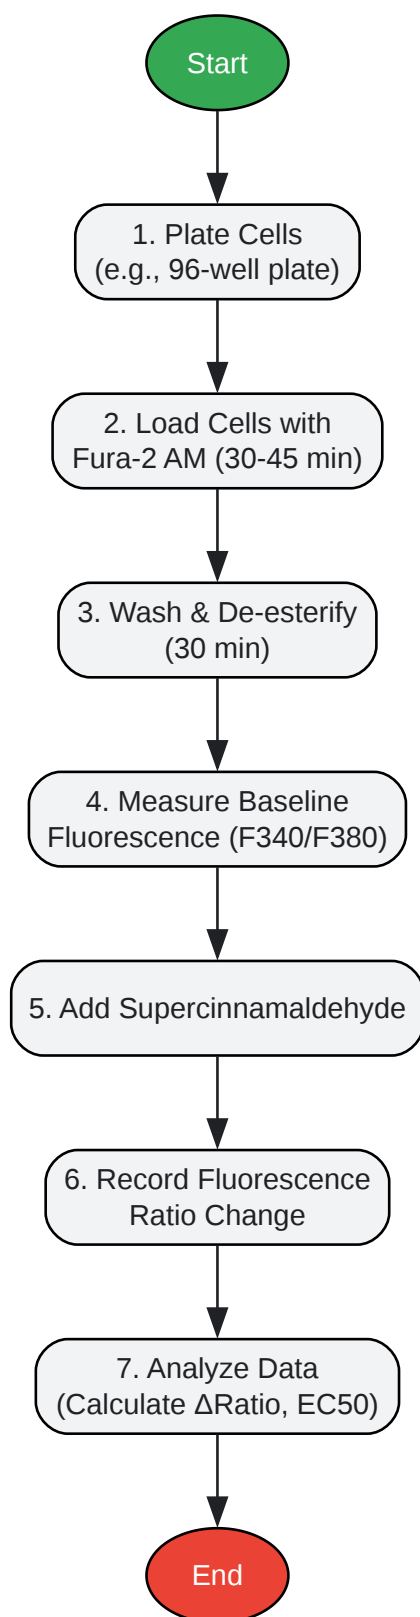 Start
1. Plate Cells
(e.g., 96-well plate)
2. Load Cells with
Fura-2 AM (30-45 min)
3. Wash & De-esterify
(30 min)
4. Measure Baseline
Fluorescence (F340/F380)
5. Add Supercinnamaldehyde
6. Record Fluorescence
Ratio Change
7. Analyze Data
(Calculate ΔRatio, EC50)
End